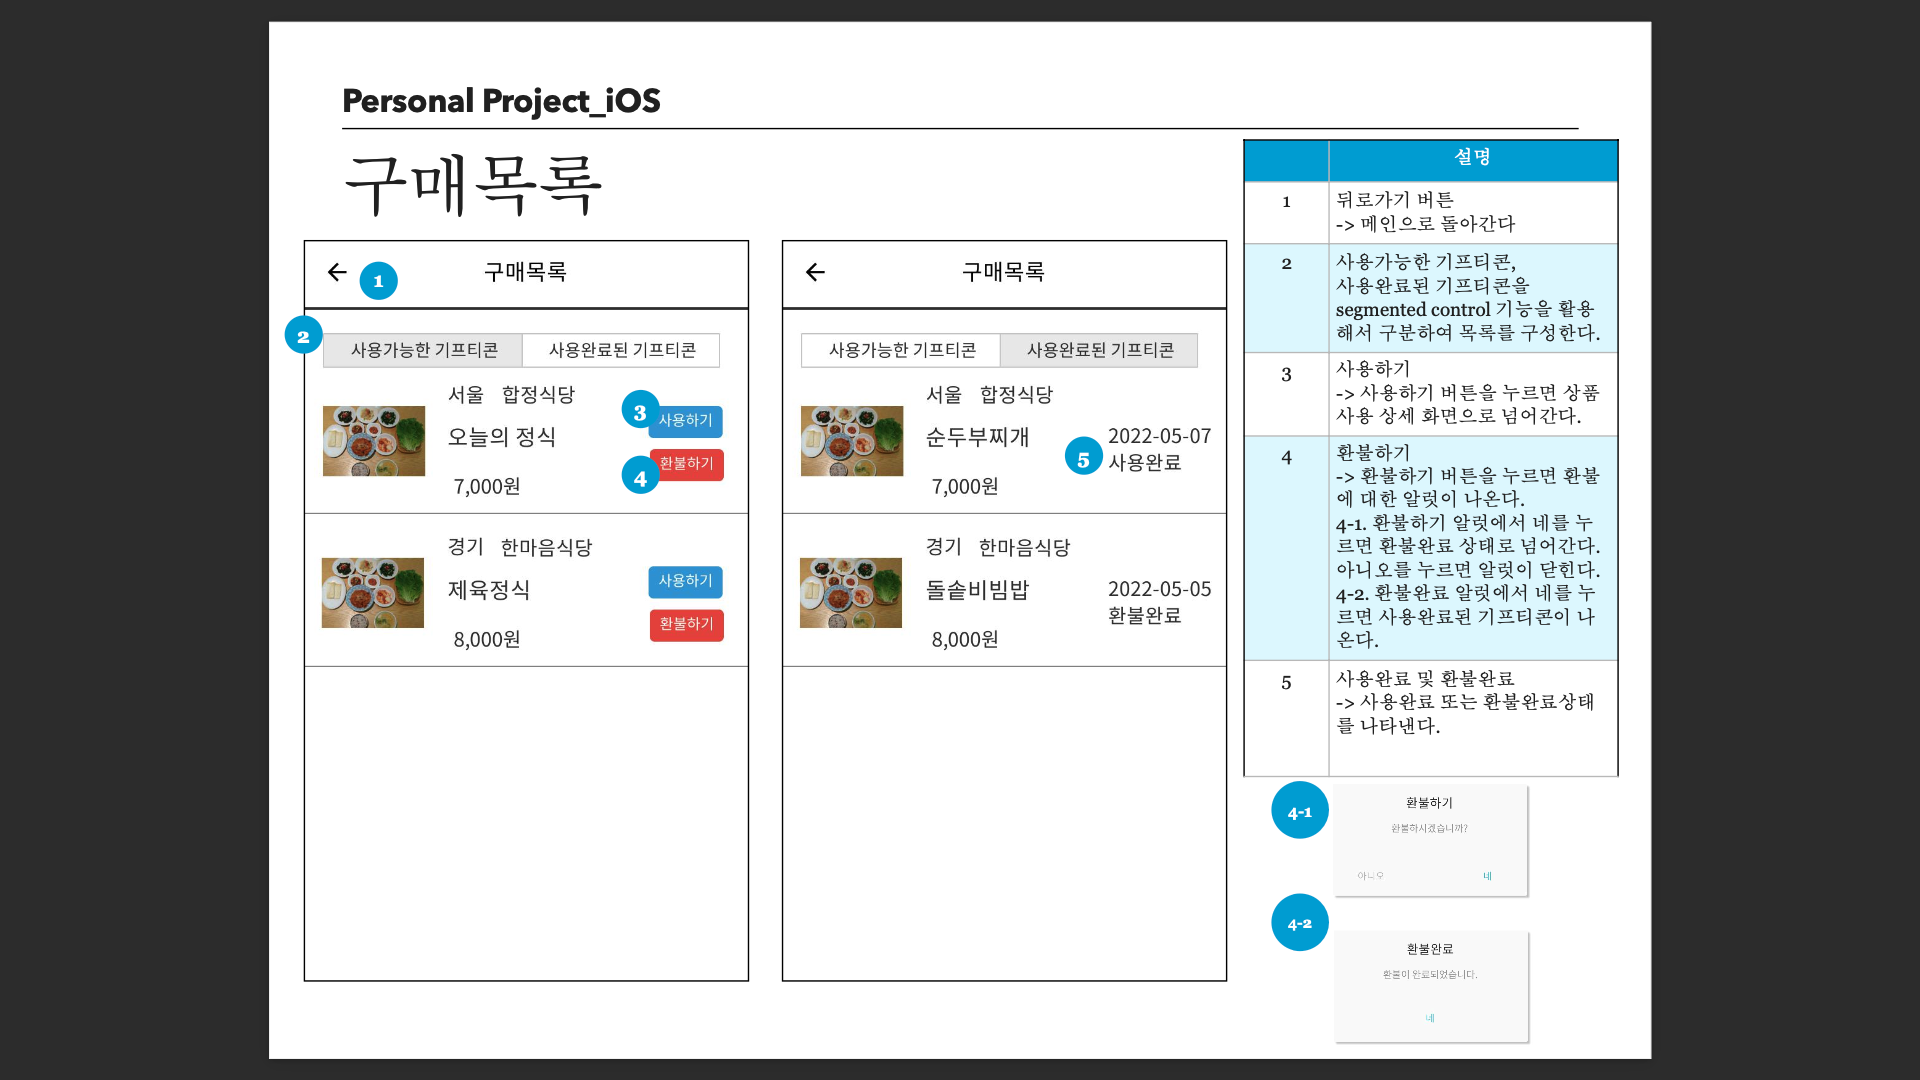 Personal Project_iOS
구매목록
구매목록
1
2
사용가능한 기프티콘
사용완료된 기프티콘
서울 합정식당
오늘의 정식
7,000원
3
사용하기
4
환불하기
경기 한마음식당
제육정식
8,000원
사용하기
환불하기
구매목록
사용가능한 기프티콘
사용완료된 기프티콘
서울 합정식당
순두부찌개
7,000원
5
2022-05-07
사용완료
경기 한마음식당
돌솥비빔밥
8,000원
2022-05-05
환불완료
설명
1
뒤로가기 버튼
-> 메인으로 돌아간다
2
사용가능한 기프티콘,
사용완료된 기프티콘을
segmented control 기능을 활용
해서 구분하여 목록를 구성한다.
3
사용하기
-> 사용하기 버튼을 누르면 상품
사용 상세 화면으로 넘어간다.
4
환불하기
-> 환불하기 버튼을 누르면 환불
에 대한 알럿이 나온다.
4-1. 환불하기 알럿에서 네를 누
르면 환불완료 상태로 넘어간다.
아니오를 누르면 알럿이 닫힌다.
4-2. 환불완료 알럿에서 네를 누
르면 사용완료된 기프티콘이 나
온다.
5
사용완료 및 환불완료
-> 사용완료 또는 환불완료상태
를 나타낸다.
4-1
환불하기
환불하시겠습니까?
아니오
네
4-2
환불완료
환불이 완료되었습니다.
네